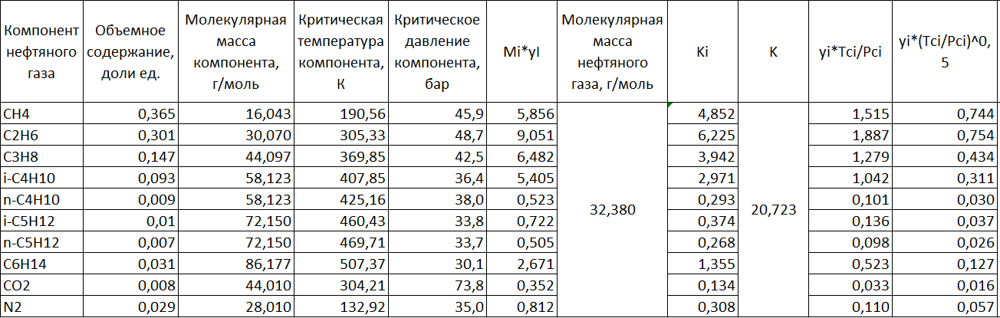 Компонент нефтяного газа | Объемное содержание, доли ед. | Молекулярная масса компонента, г/моль | Критическая температура компонента, К | Критическое давление компонента, бар | Mi*yI | Молекулярная масса нефтяного газа, г/моль | Ki | K | yi*Tci/Pci | yi*(Tci/Pci)^0,5
CH4 | 0,365 | 16,043 | 190,56 | 45,9 | 5,856 | 32,380 | 4,852 | 20,723 | 1,515 | 0,744
C2H6 | 0,301 | 30,070 | 305,33 | 48,7 | 9,051 | 6,225 | 1,887 | 0,754
C3H8 | 0,147 | 44,097 | 369,85 | 42,5 | 6,482 | 3,942 | 1,279 | 0,434
i-C4H10 | 0,093 | 58,123 | 407,85 | 36,4 | 5,405 | 2,971 | 1,042 | 0,311
n-C4H10 | 0,009 | 58,123 | 425,16 | 38,0 | 0,523 | 0,293 | 0,101 | 0,030
i-C5H12 | 0,01 | 72,150 | 460,43 | 33,8 | 0,722 | 0,374 | 0,136 | 0,037
n-C5H12 | 0,007 | 72,150 | 469,71 | 33,7 | 0,505 | 0,268 | 0,098 | 0,026
C6H14 | 0,031 | 86,177 | 507,37 | 30,1 | 2,671 | 1,355 | 0,523 | 0,127
CO2 | 0,008 | 44,010 | 304,21 | 73,8 | 0,352 | 0,134 | 0,033 | 0,016
N2 | 0,029 | 28,010 | 132,92 | 35,0 | 0,812 | 0,308 | 0,110 | 0,057